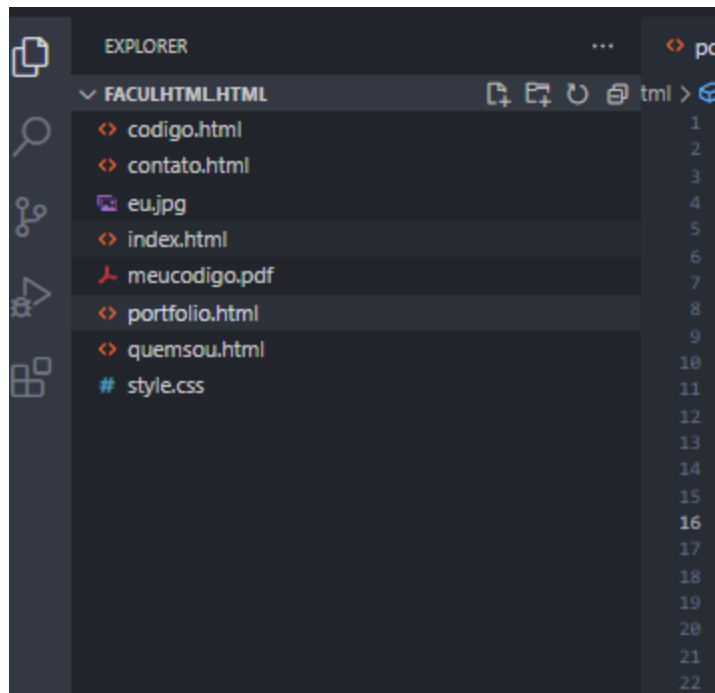 EXPLORER
...
po
FACULHTML.HTML
tml >
codigo.html
contato.html
eu.jpg
index.html
meucodigo.pdf
portfolio.html
quemsou.html
# style.css
1
2
3
4
5
6
7
8
9
10
11
12
13
14
15
16
17
18
19
20
21
22